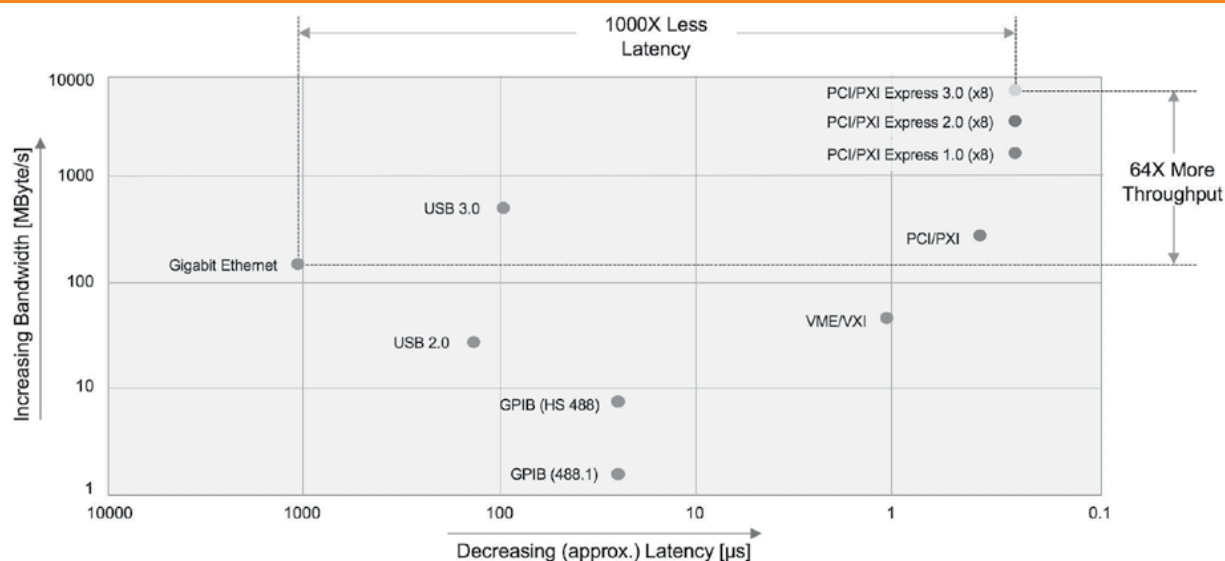 1000X Less
Latency
10000
PCI/PXI Express 3.0 (x8)
PCI/PXI Express 2.0 (x8)
PCI/PXI Express 1.0 (x8)
64X More
Throughput
1000
USB 3.0
PCI/PXI
Gigabit Ethernet
100
VME/VXI
USB 2.0
10
GPIB (HS 488)
GPIB (488.1)
1
Increasing Bandwidth [MByte/s]
10000 1000 100 10 1 0.1
Decreasing (approx.) Latency [µs]